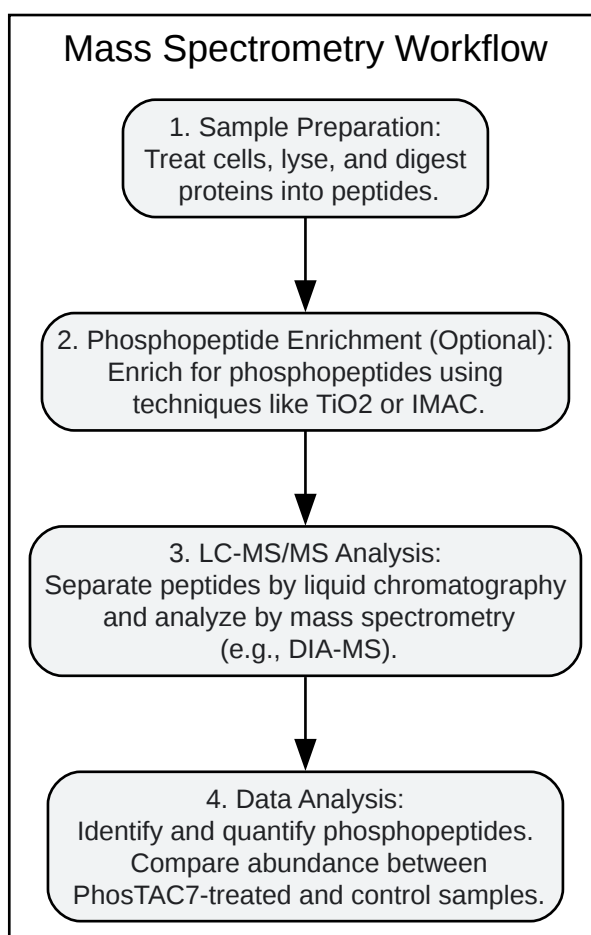 Mass Spectrometry Workflow
1. Sample Preparation:
Treat cells, lyse, and digest
proteins into peptides.
2. Phosphopeptide Enrichment (Optional):
Enrich for phosphopeptides using
techniques like TiO2 or IMAC.
3. LC-MS/MS Analysis:
Separate peptides by liquid chromatography
and analyze by mass spectrometry
(e.g., DIA-MS).
4. Data Analysis:
Identify and quantify phosphopeptides.
Compare abundance between
PhosTAC7-treated and control samples.